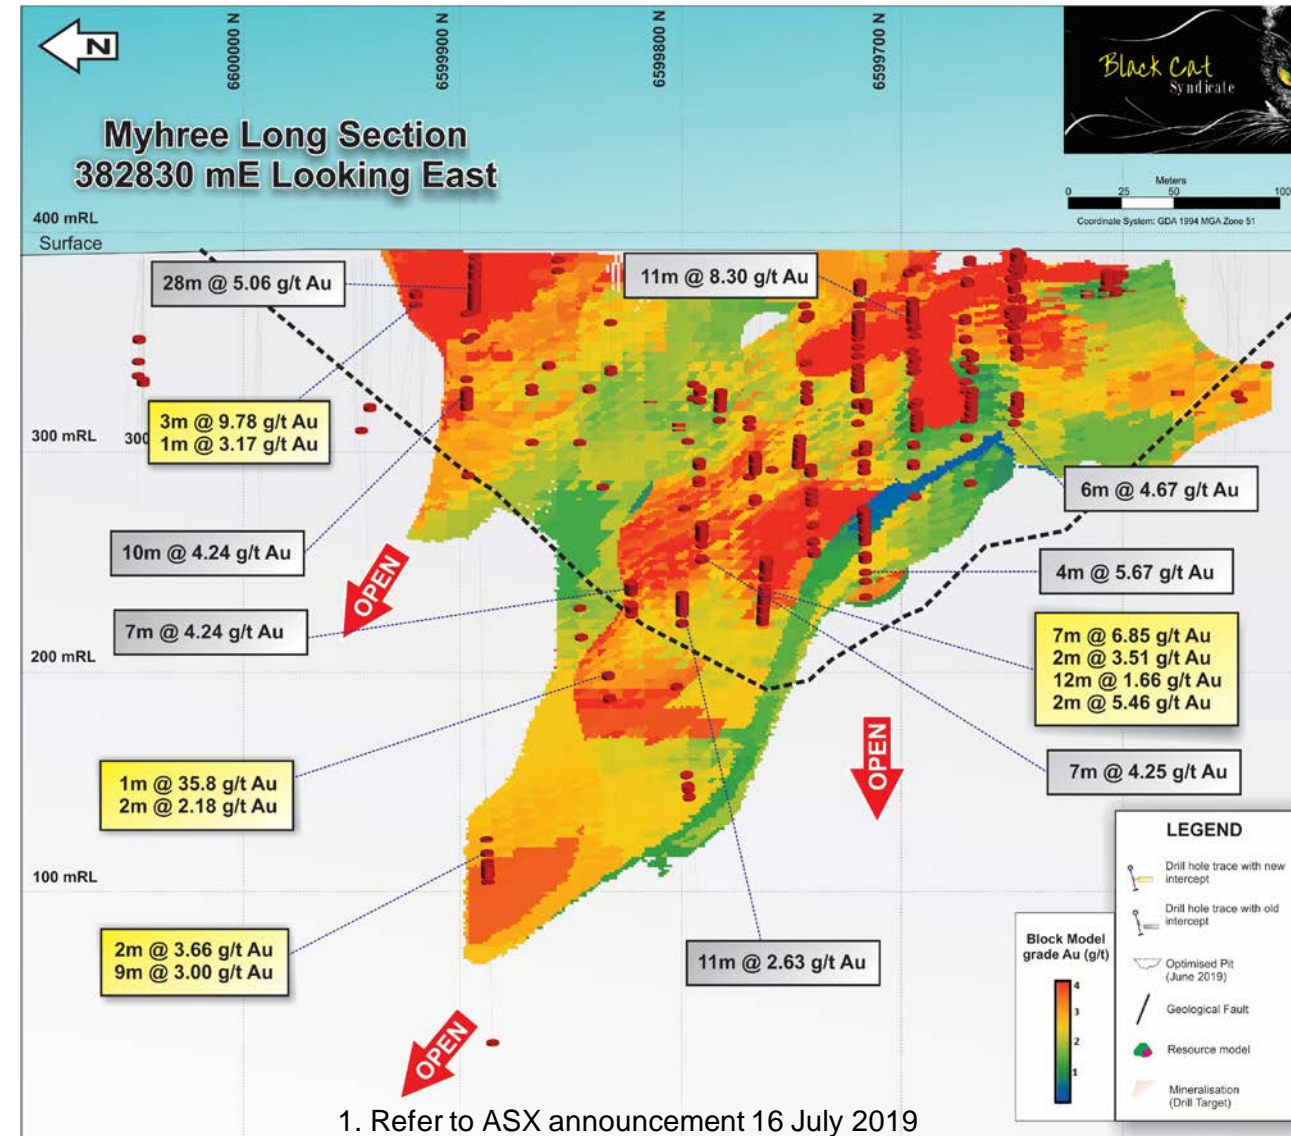 N
6600000 N
6599900 N
6599800 N
6599700 N
Black Cat
Syndicate
Myhree Long Section
382830 mE Looking East
Meters
0 25 50 100
Coordinate System: GDA 1994 MGA Zone 51
400 mRL
Surface
28m @ 5.06 g/t Au
11m @ 8.30 g/t Au
3m @ 9.78 g/t Au
1m @ 3.17 g/t Au
300 mRL
300
6m @ 4.67 g/t Au
10m @ 4.24 g/t Au
OPEN
4m @ 5.67 g/t Au
7m @ 4.24 g/t Au
7m @ 6.85 g/t Au
2m @ 3.51 g/t Au
12m @ 1.66 g/t Au
2m @ 5.46 g/t Au
200 mRL
OPEN
7m @ 4.25 g/t Au
1m @ 35.8 g/t Au
2m @ 2.18 g/t Au
100 mRL
2m @ 3.66 g/t Au
9m @ 3.00 g/t Au
11m @ 2.63 g/t Au
OPEN
Block Model
grade Au (g/t)
4
3
2
1
LEGEND
Drill hole trace with new
intercept
Drill hole trace with old
intercept
Optimised Pit
(June 2019)
Geological Fault
Resource model
Mineralisation
(Drill Target)
1. Refer to ASX announcement 16 July 2019